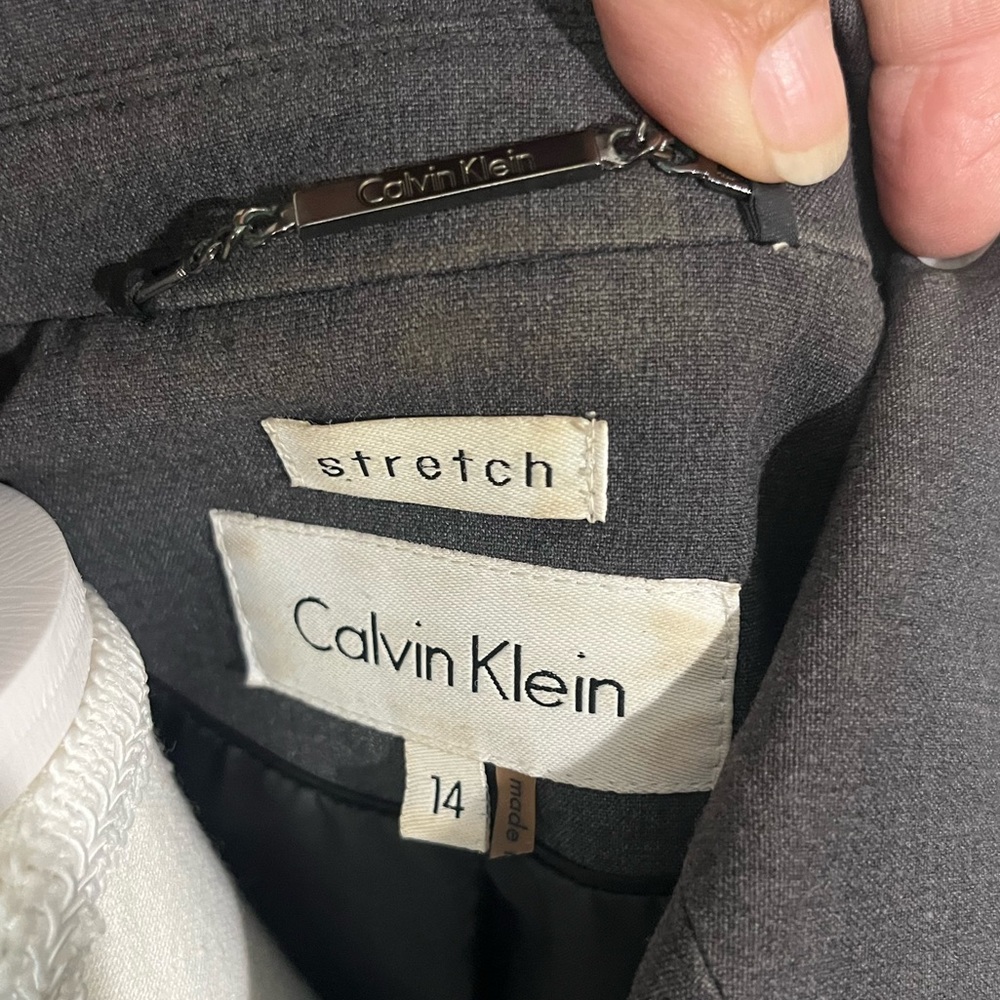 Calvin Klein
stretch
Calvin Klein
14
made